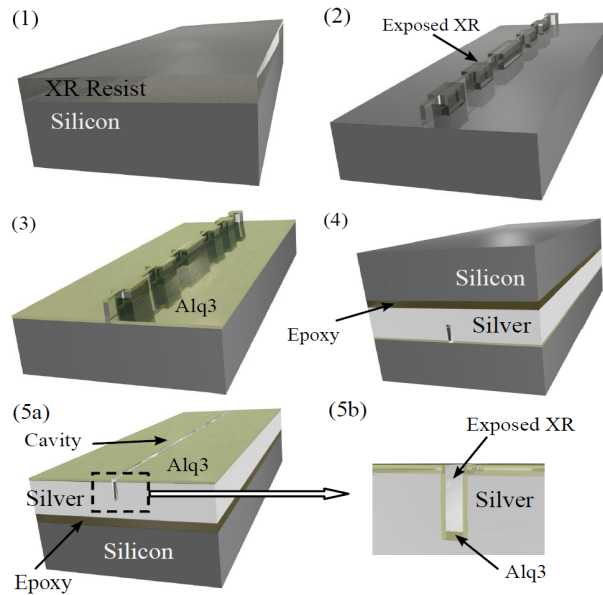 (1)
XR Resist
Silicon
(2)
Exposed XR
(3)
Alq3
(4)
Silicon
Epoxy
Silver
(5a)
Cavity
Alq3
Silver
Silicon
Epoxy
(5b)
Exposed XR
Silver
Alq3